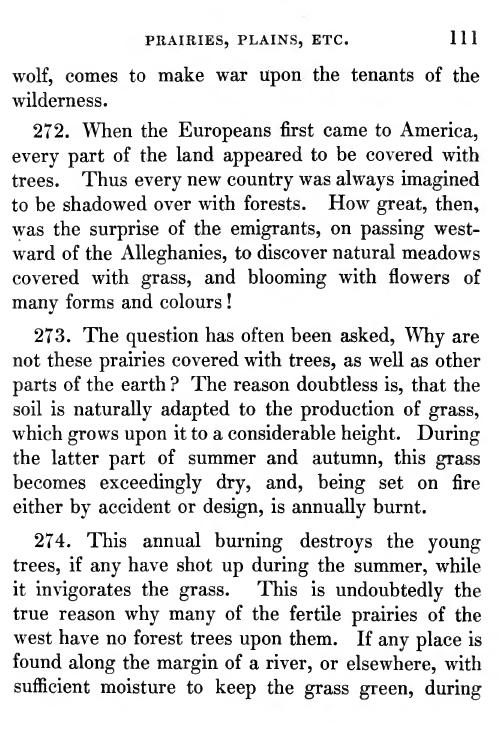 PRAIRIES, PLAINS, ETC. 111
wolf, comes to make war upon the tenants of the
wilderness.
272. When the Europeans first came to America,
every part of the land appeared to be covered with
trees. Thus every new country was always imagined
to be shadowed over with forests. How great, then,
was the surprise of the emigrants, on passing west-
ward of the Alleghanies, to discover natural meadows
covered with grass, and blooming with flowers of
many forms and colours!
273. The question has often been asked, Why are
not these prairies covered with trees, as well as other
parts of the earth? The reason doubtless is, that the
soil is naturally adapted to the production of grass,
which grows upon it to a considerable height. During
the latter part of summer and autumn, this grass
becomes exceedingly dry, and, being set on fire
either by accident or design, is annually burnt.
274. This annual burning destroys the young
trees, if any have shot up during the summer, while
it invigorates the grass. This is undoubtedly the
true reason why many of the fertile prairies of the
west have no forest trees upon them. If any place is
found along the margin of a river, or elsewhere, with
sufficient moisture to keep the grass green, during